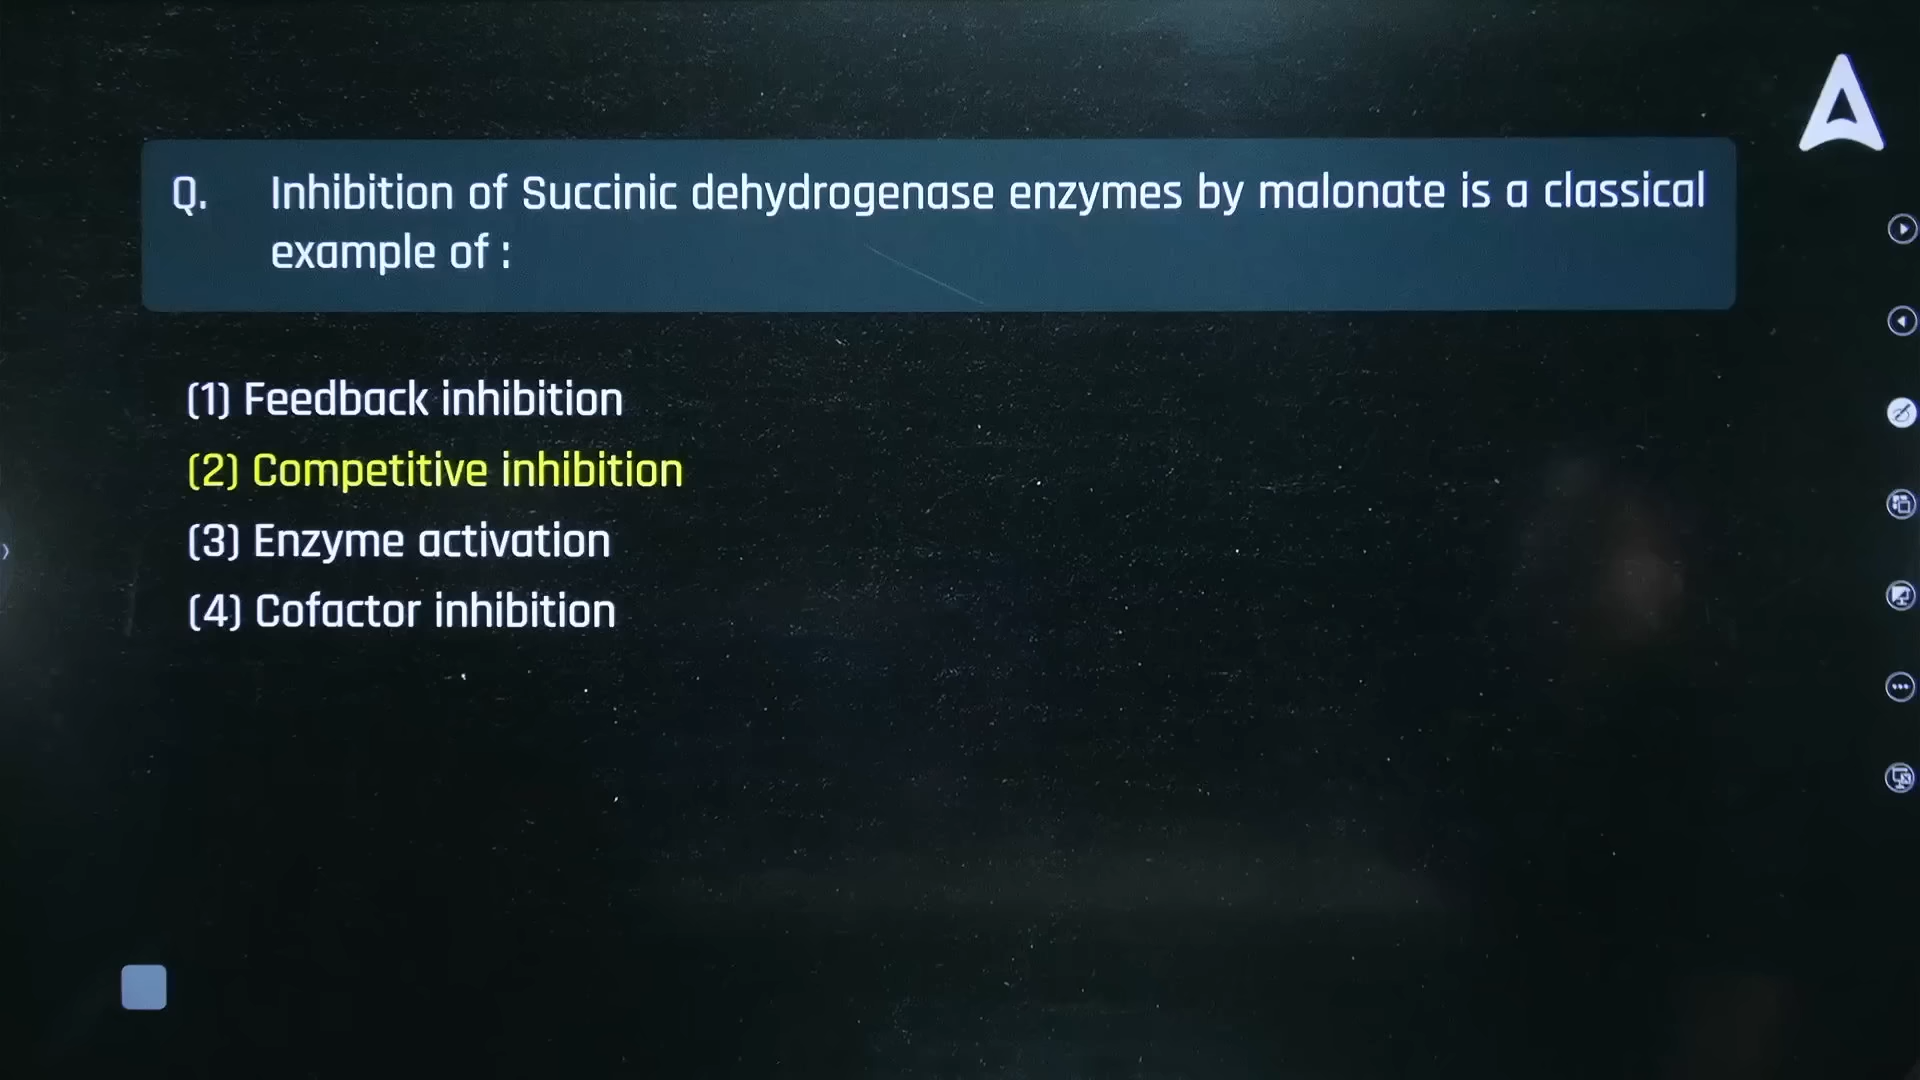 Q. Inhibition of Succinic dehydrogenase enzymes by malonate is a classical
example of :
(1) Feedback inhibition
(2) Competitive inhibition
(3) Enzyme activation
(4) Cofactor inhibition